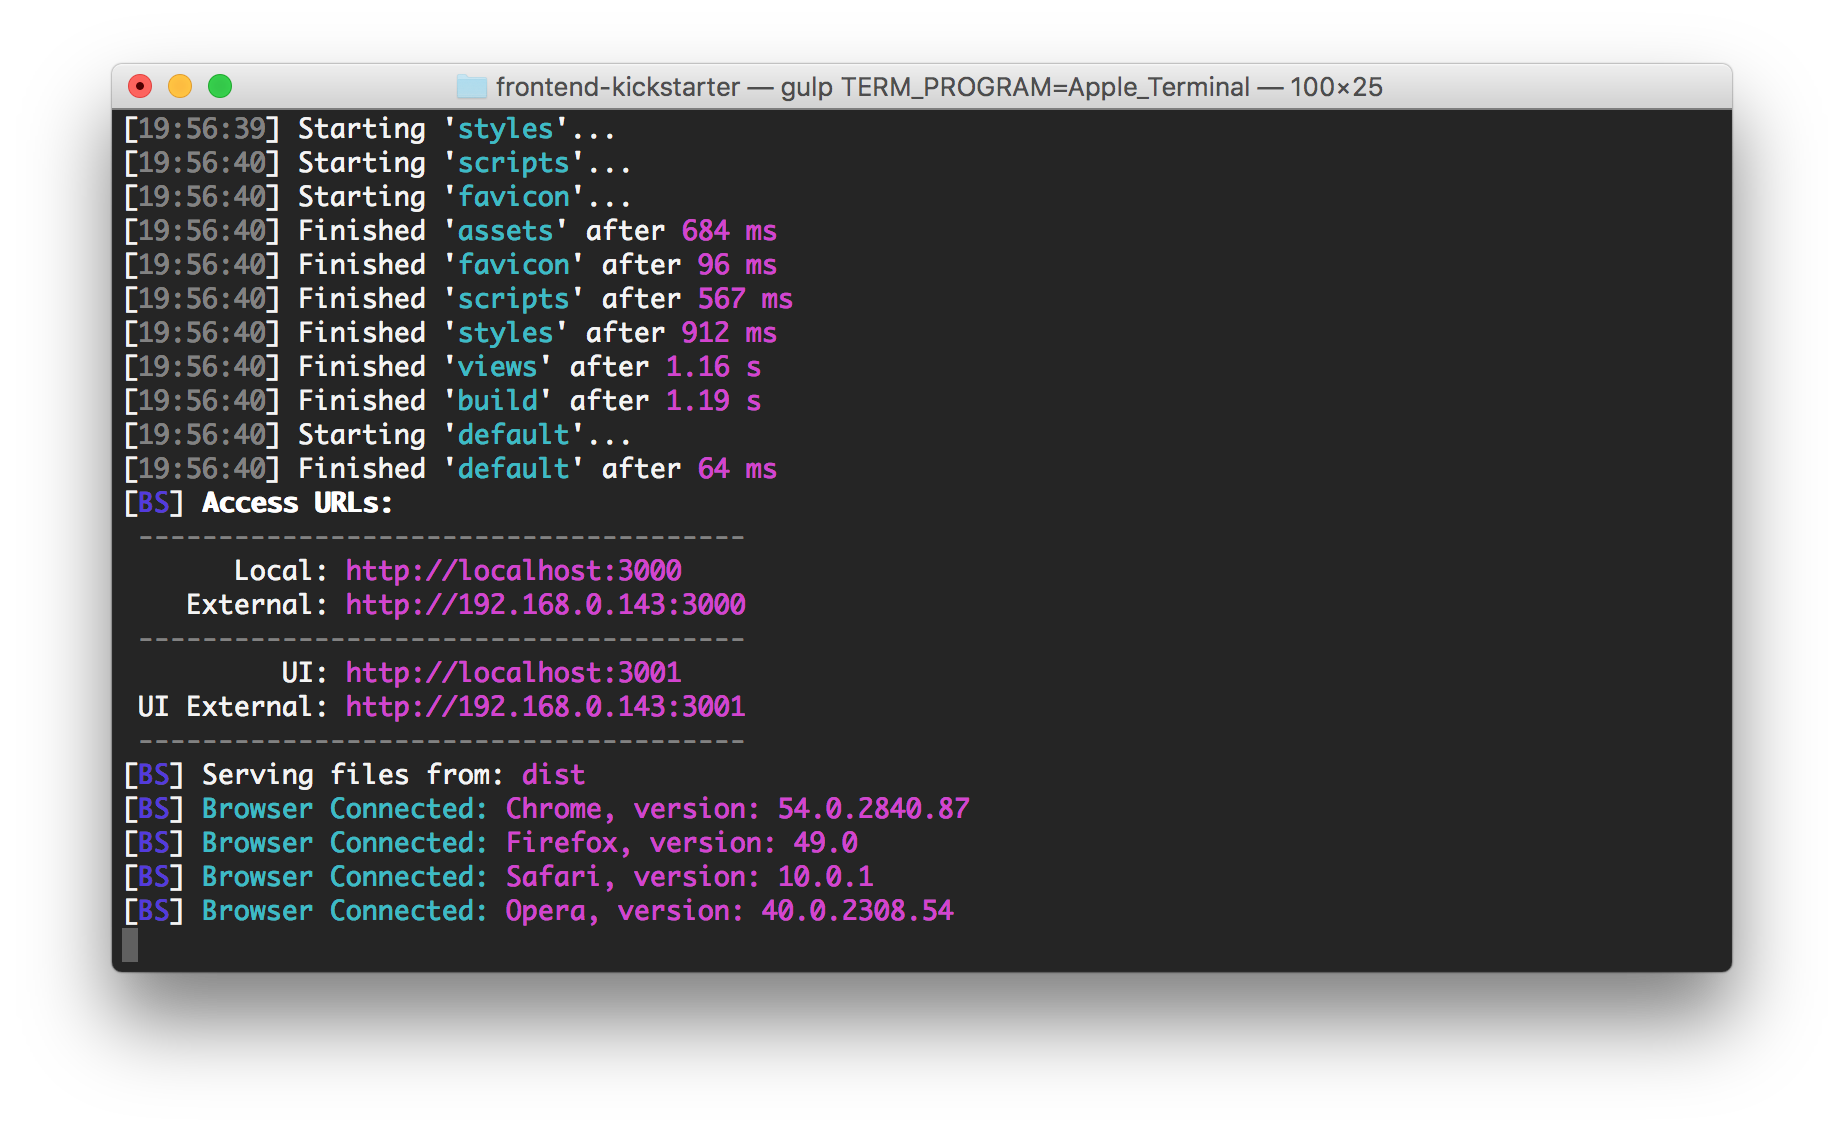 frontend-kickstarter — gulp TERM_PROGRAM=Apple_Terminal — 100×25
[19:56:39] Starting 'styles'...
[19:56:40] Starting 'scripts'...
[19:56:40] Starting 'favicon'...
[19:56:40] Finished 'assets' after 684 ms
[19:56:40] Finished 'favicon' after 96 ms
[19:56:40] Finished 'scripts' after 567 ms
[19:56:40] Finished 'styles' after 912 ms
[19:56:40] Finished 'views' after 1.16 s
[19:56:40] Finished 'build' after 1.19 s
[19:56:40] Starting 'default'...
[19:56:40] Finished 'default' after 64 ms
[BS] Access URLs:
--------------------------------------
Local: http://localhost:3000
External: http://192.168.0.143:3000
--------------------------------------
UI: http://localhost:3001
UI External: http://192.168.0.143:3001
--------------------------------------
[BS] Serving files from: dist
[BS] Browser Connected: Chrome, version: 54.0.2840.87
[BS] Browser Connected: Firefox, version: 49.0
[BS] Browser Connected: Safari, version: 10.0.1
[BS] Browser Connected: Opera, version: 40.0.2308.54